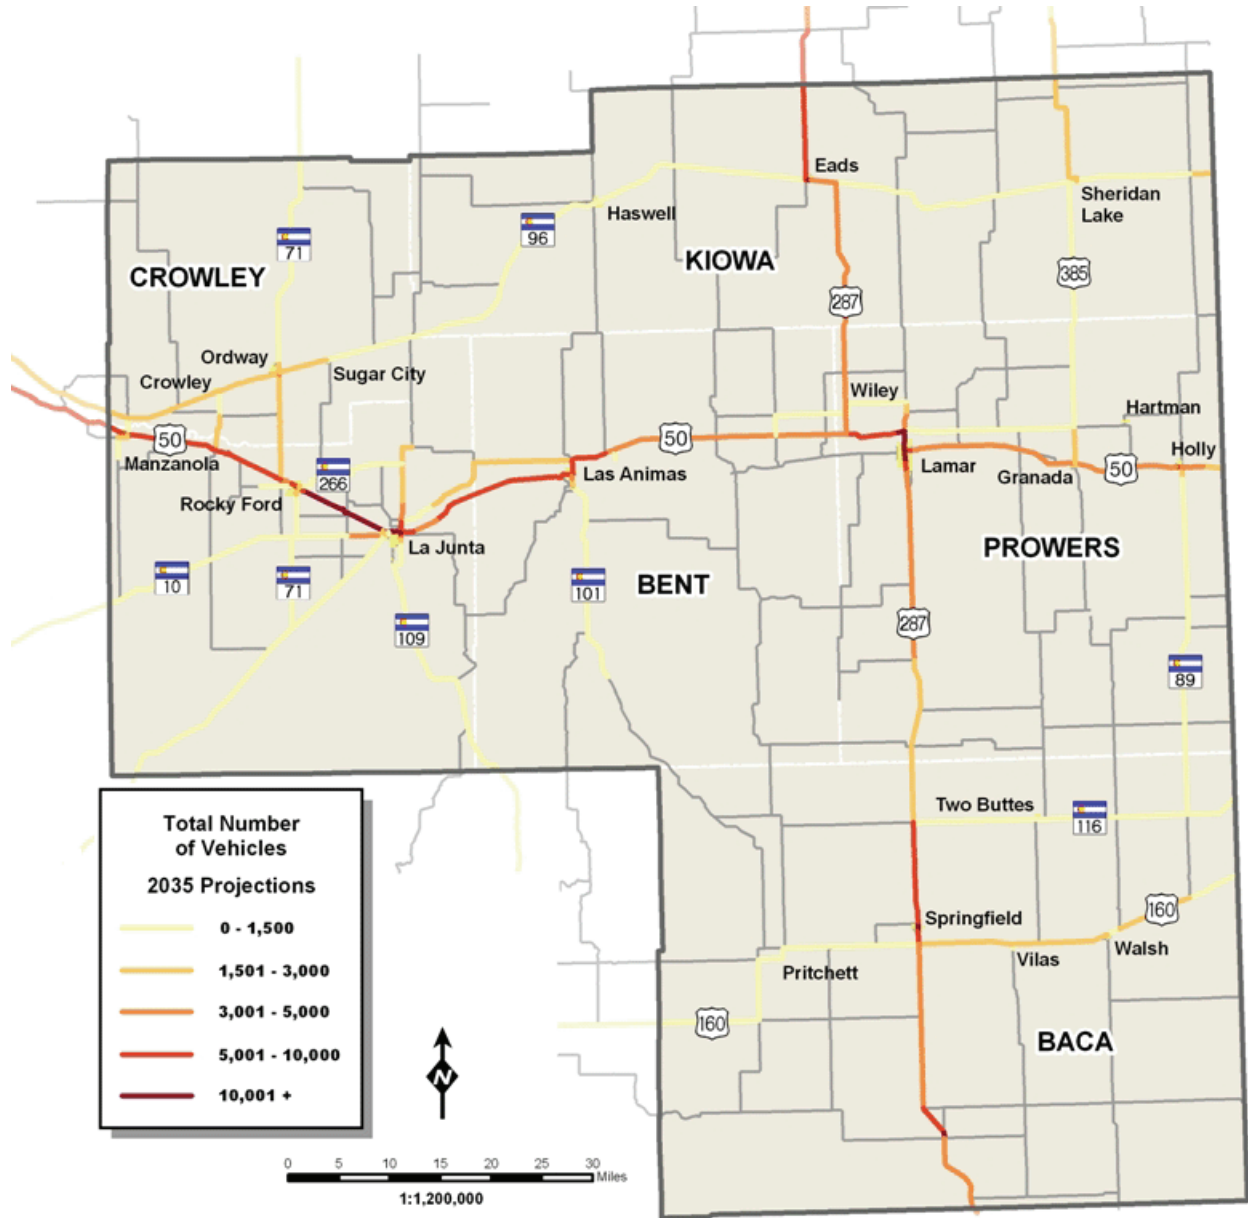 Eads
Sheridan
Lake
Haswell
96
71
KIOWA
CROWLEY
385
287
Ordway
Sugar City
Crowley
Wiley
Hartman
50
50
Holly
Manzanola
Lamar
Granada
50
266
Las Animas
Rocky Ford
La Junta
PROWERS
10
71
101
BENT
109
287
89
Two Buttes
116
Total Number
of Vehicles
2035 Projections
0 - 1,500
1,501 - 3,000
3,001 - 5,000
5,001 - 10,000
10,001 +
Springfield
160
Vilas
Walsh
Pritchett
160
BACA
N
0 5 10 15 20 25 30
Miles
1:1,200,000